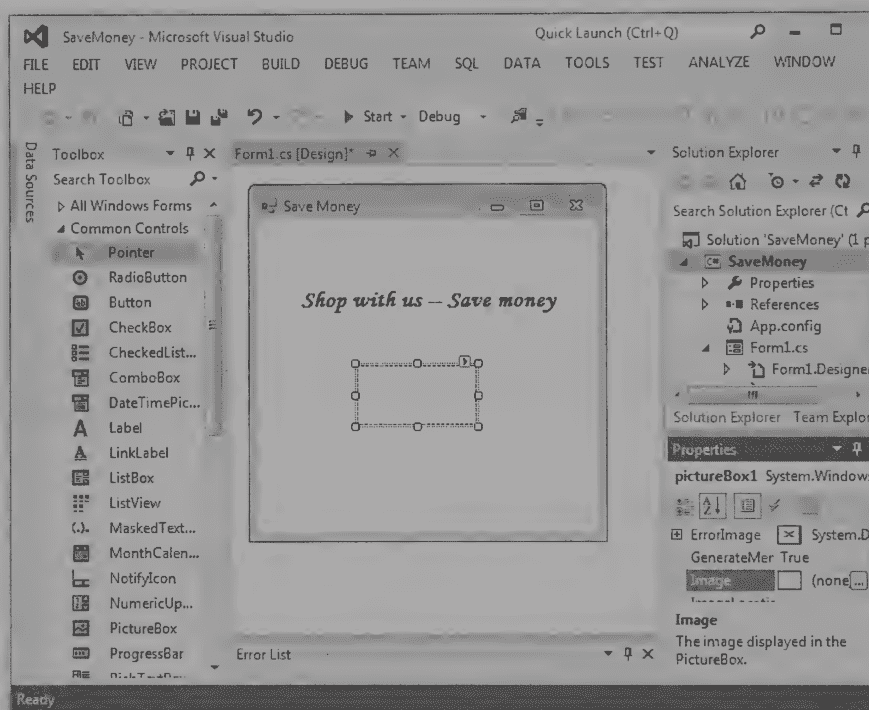 SaveMoney - Microsoft Visual Studio
Quick Launch (Ctrl+Q)
FILE EDIT VIEW PROJECT BUILD DEBUG TEAM SQL DATA TOOLS TEST ANALYZE WINDOW
HELP
Start Debug
Data Sources
Toolbox
Search Toolbox
All Windows Forms
Common Controls
Pointer
RadioButton
Button
CheckBox
CheckedList...
ComboBox
DateTimePic...
Label
LinkLabel
ListBox
ListView
MaskedText...
MonthCalen...
NotifyIcon
NumericUp...
PictureBox
ProgressBar
Form1.cs [Design]*
Save Money
Shop with us – Save money
Error List
Solution Explorer
Search Solution Explorer (Ct
Solution 'SaveMoney' (1 p
SaveMoney
Properties
References
App.config
Form1.cs
Form1.Designe
Solution Explorer Team Explor
Properties
pictureBox1 System.Window
ErrorImage System.D
GenerateMer True
Image (none ...
Image
The image displayed in the
PictureBox.
Ready